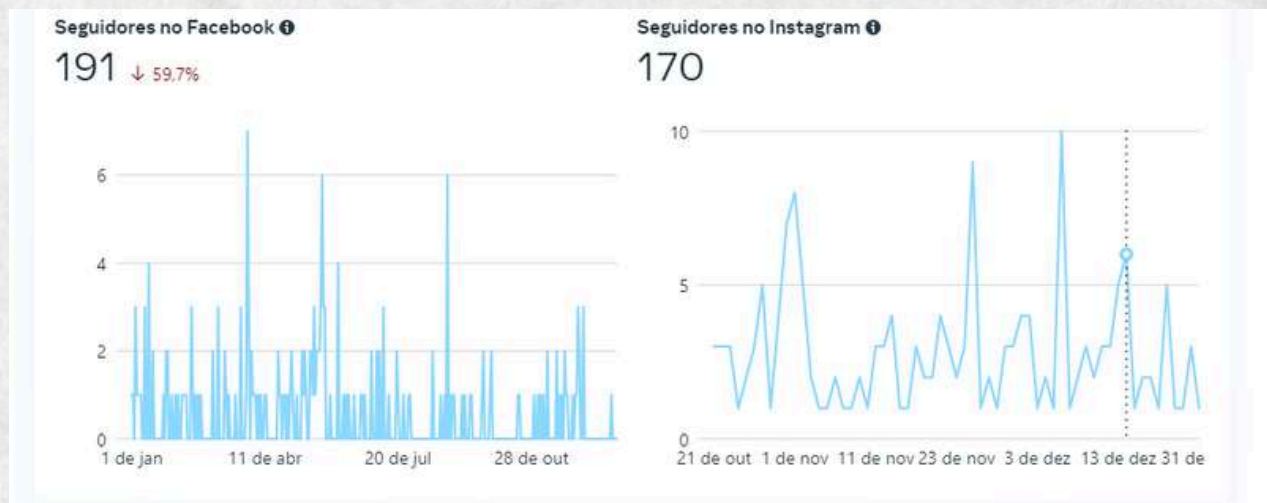 Seguidores no Facebook
191 ↓ 59,7%
6
4
2
0
1 de jan 11 de abr 20 de jul 28 de out
Seguidores no Instagram
170
10
5
0
21 de out 1 de nov 11 de nov 23 de nov 3 de dez 13 de dez 31 de